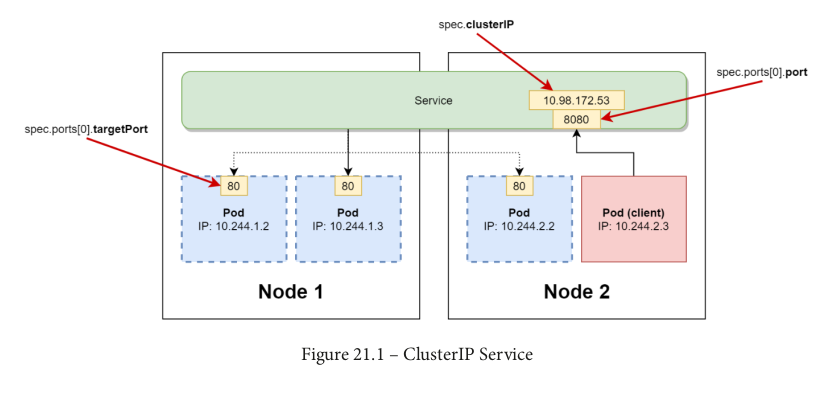 spec.clusterIP
spec.ports[0].port
Service
10.98.172.53
8080
spec.ports[0].targetPort
80
80
80
Pod
IP: 10.244.1.2
Pod
IP: 10.244.1.3
Pod
IP: 10.244.2.2
Pod (client)
IP: 10.244.2.3
Node 1
Node 2
Figure 21.1 – ClusterIP Service